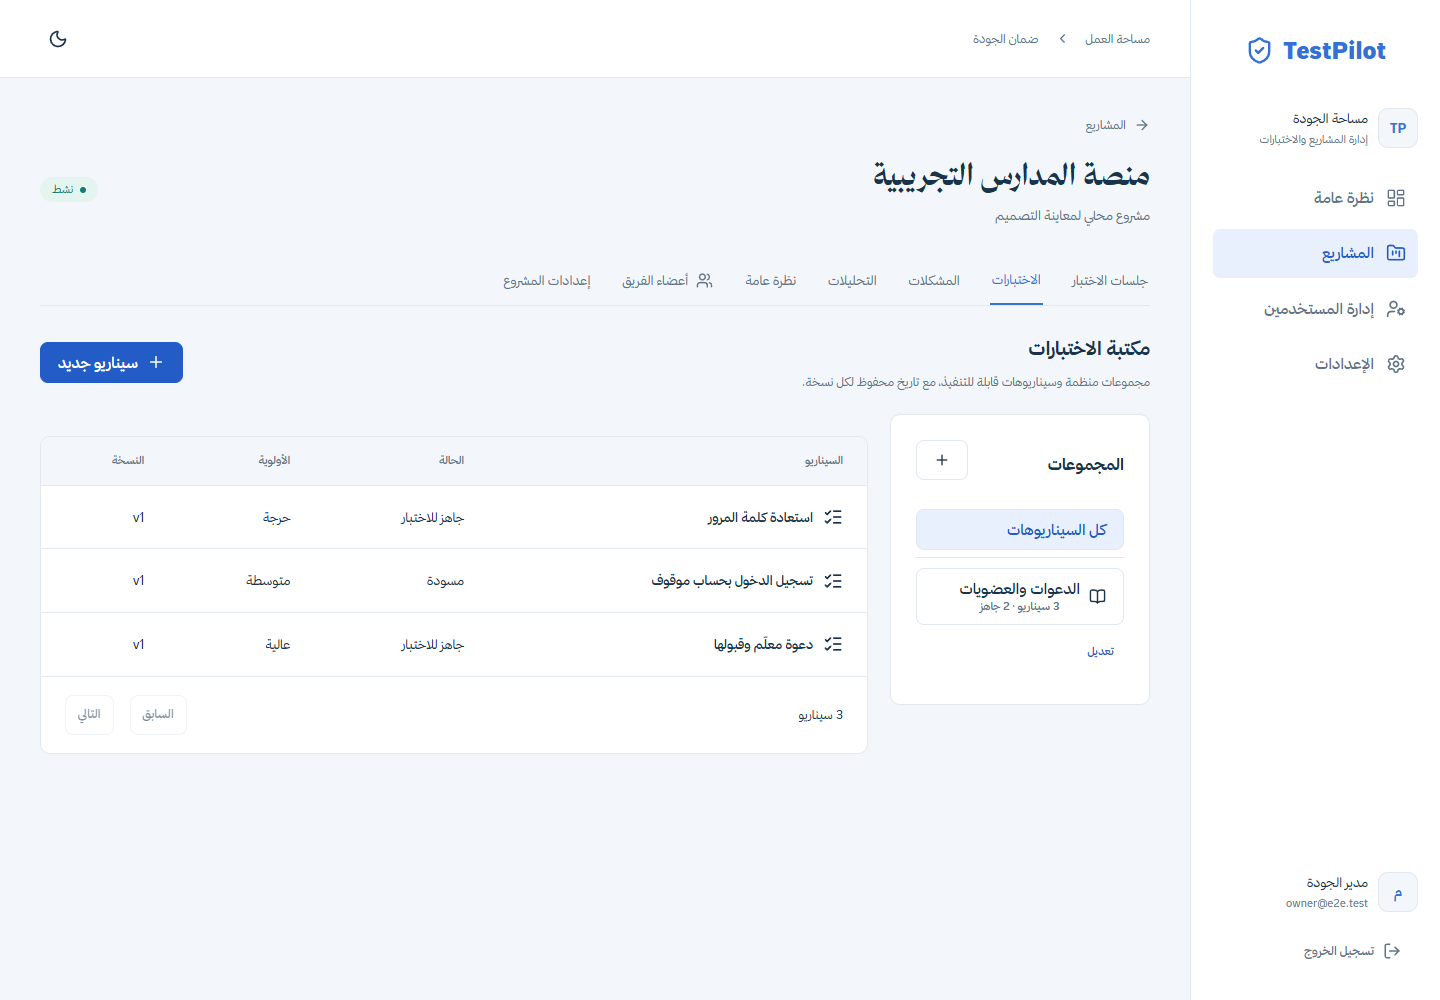 TestPilot
TP
مساحة الجودة
إدارة المشاريع والاختبارات
نظرة عامة
المشاريع
إدارة المستخدمين
الإعدادات
مدير الجودة
م
owner@e2e.test
تسجيل الخروج
مساحة العمل
ضمان الجودة
المشاريع
منصة المدارس التجريبية
نشط
مشروع محلي لمعاينة التصميم
جلسات الاختبار
الاختبارات
المشكلات
التحليلات
نظرة عامة
أعضاء الفريق
إعدادات المشروع
مكتبة الاختبارات
مجموعات منظمة وسيناريوهات قابلة للتنفيذ، مع تاريخ محفوظ لكل نسخة.
سيناريو جديد
المجموعات
كل السيناريوهات
الدعوات والعضويات
3 سيناريو · 2 جاهز
تعديل
السيناريو الحالة الأولوية النسخة
استعادة كلمة المرور جاهز للاختبار حرجة v1
تسجيل الدخول بحساب موقوف مسودة متوسطة v1
دعوة معلّم وقبولها جاهز للاختبار عالية v1
3 سيناريو
السابق
التالي